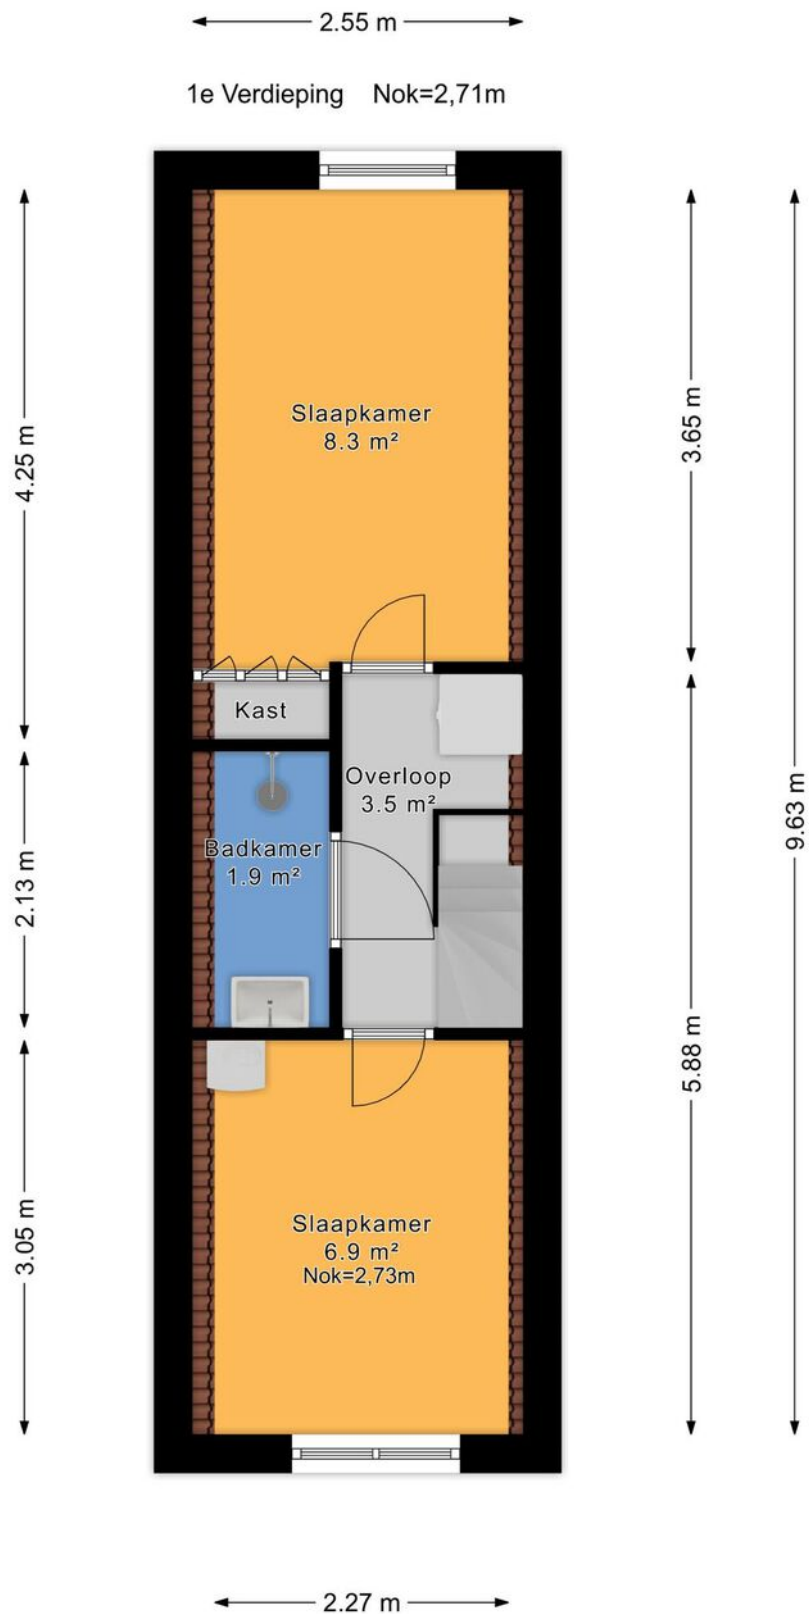 2.55 m
1e Verdieping Nok=2,71m
4.25 m
3.65 m
Slaapkamer
8.3 m²
Kast
Overloop
3.5 m²
9.63 m
2.13 m
Badkamer
1.9 m²
5.88 m
3.05 m
Slaapkamer
6.9 m²
Nok=2,73m
2.27 m